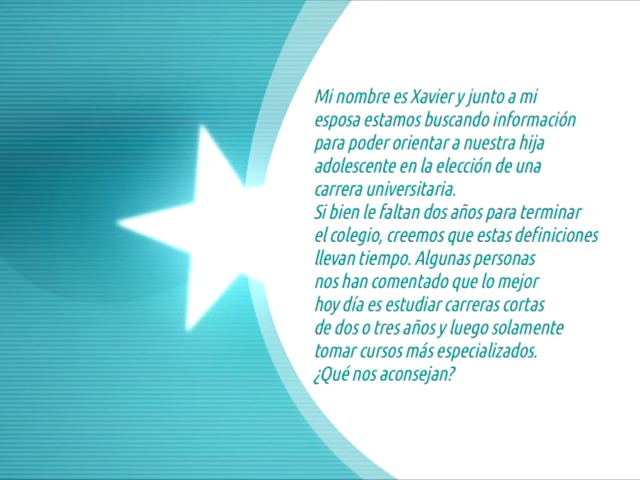 Mi nombre es Xavier y junto a mi
esposa estamos buscando información
para poder orientar a nuestra hija
adolescente en la elección de una
carrera universitaria.
Si bien le faltan dos años para terminar
el colegio, creemos que estas definiciones
llevan tiempo. Algunas personas
nos han comentado que lo mejor
hoy día es estudiar carreras cortas
de dos o tres años y luego solamente
tomar cursos más especializados.
¿Qué nos aconsejan?